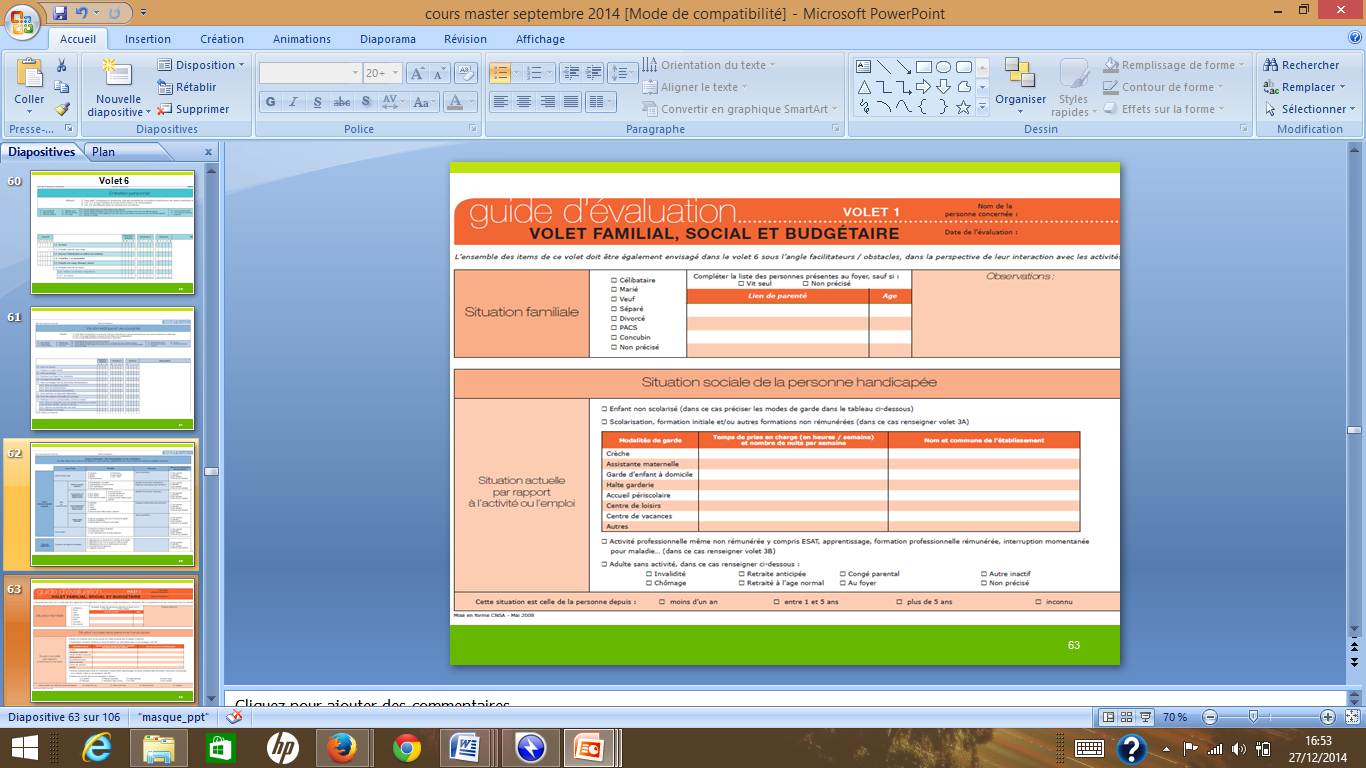 cours master septembre 2014 [Mode de compatibilité] - Microsoft PowerPoint
Accueil Insertion Création Animations Diaporama Révision Affichage
Coller
Presse-...
Nouvelle diapositive
Disposition
Rétablir
Supprimer
Diapositives
20+
G I S abc S AV Aa A
Police
Orientation du texte
Aligner le texte
Convertir en graphique SmartArt
Paragraphe
Organiser
Styles rapides
Remplissage de forme
Contour de forme
Effets sur la forme
Dessin
Rechercher
Remplacer
Sélectionner
Modification
Diapositives Plan x
60
Volet 6
61
62
63
guide d'évaluation
VOLET 1
Nom de la
personne concernée :
VOLET FAMILIAL, SOCIAL ET BUDGÉTAIRE
Date de l'évaluation :
L'ensemble des items de ce volet doit être également envisagé dans le volet 6 sous l'angle facilitateurs / obstacles, dans la perspective de leur interaction avec les activités
Situation familiale
☐ Célibataire
☐ Marié
☐ Veuf
☐ Séparé
☐ Divorcé
☐ PACS
☐ Concubin
☐ Non précisé
Compléter la liste des personnes présentes au foyer, sauf si :
☐ Vit seul ☐ Non précisé
Lien de parenté Age
Observations :
Situation sociale de la personne handicapée
Situation actuelle
par rapport
à l'activité ou l'emploi
☐ Enfant non scolarisé (dans ce cas préciser les modes de garde dans le tableau ci-dessous)
☐ Scolarisation, formation initiale et/ou autres formations non rémunérées (dans ce cas renseigner volet 3A)
Modalités de garde
Temps de prise en charge (en heures / semaine)
et nombre de nuits par semaine
Nom et commune de l'établissement
Crèche
Assistante maternelle
Garde d'enfant à domicile
Halte garderie
Accueil périscolaire
Centre de loisirs
Centre de vacances
Autres
☐ Activité professionnelle même non rémunérée y compris ESAT, apprentissage, formation professionnelle rémunérée, interruption momentanée
pour maladie... (dans ce cas renseigner volet 3B)
☐ Adulte sans activité, dans ce cas renseigner ci-dessous :
☐ Invalidité ☐ Retraite anticipée ☐ Congé parental ☐ Autre inactif
☐ Chômage ☐ Retraité à l'age normal ☐ Au foyer ☐ Non précisé
Cette situation est celle de la personne depuis : ☐ moins d'un an entre 1 et 5 ans ☐ plus de 5 ans ☐ inconnu
Mise en forme CNSA - Mai 2008
63
Cliquez pour ajouter des commentaires
Diapositive 63 sur 106 "masque_ppt" 70 %
16:53
27/12/2014